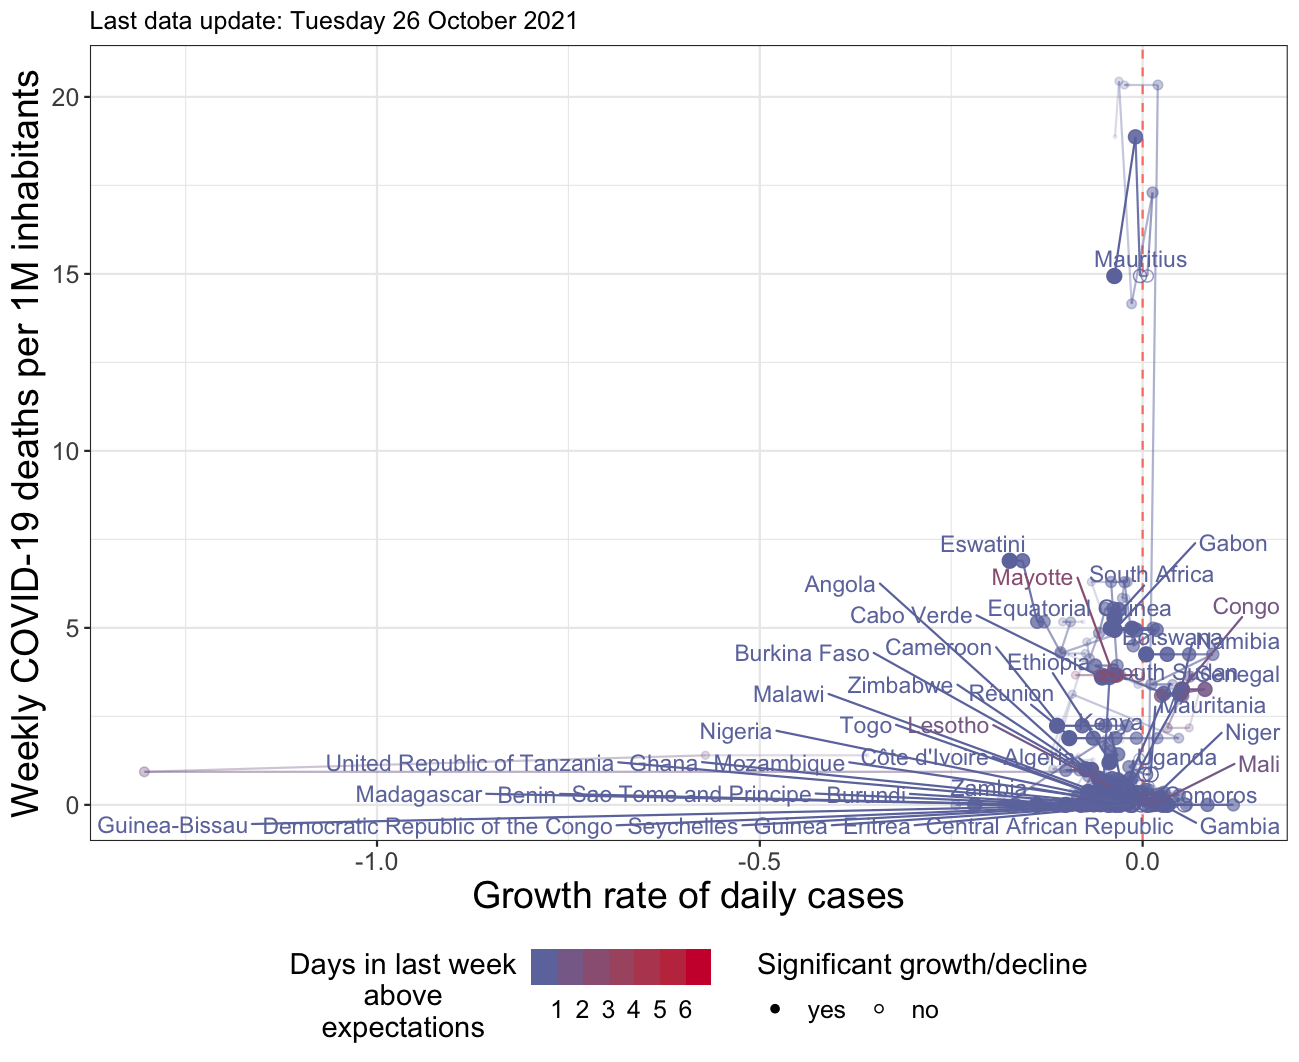 Last data update: Tuesday 26 October 2021
Weekly COVID-19 deaths per 1M inhabitants
20
15
10
5
0
Mauritius
Eswatini
Gabon
Mayotte
South Africa
Angola
Congo
Cabo Verde
Equatorial Guinea
Botswana
Namibia
Cameroon
Burkina Faso
Ethiopia
South Sudan
Senegal
Zimbabwe
Réunion
Malawi
Mauritania
Togo
Lesotho
Kenya
Nigeria
Niger
United Republic of Tanzania
Ghana
Mozambique
Côte d'Ivoire
Algeria
Uganda
Mali
Madagascar
Benin
Sao Tome and Principe
Burundi
Zambia
Comoros
Guinea-Bissau
Democratic Republic of the Congo
Seychelles
Guinea
Eritrea
Central African Republic
Gambia
-1.0
-0.5
0.0
Growth rate of daily cases
Days in last week
above
expectations
1 2 3 4 5 6
Significant growth/decline
yes
no